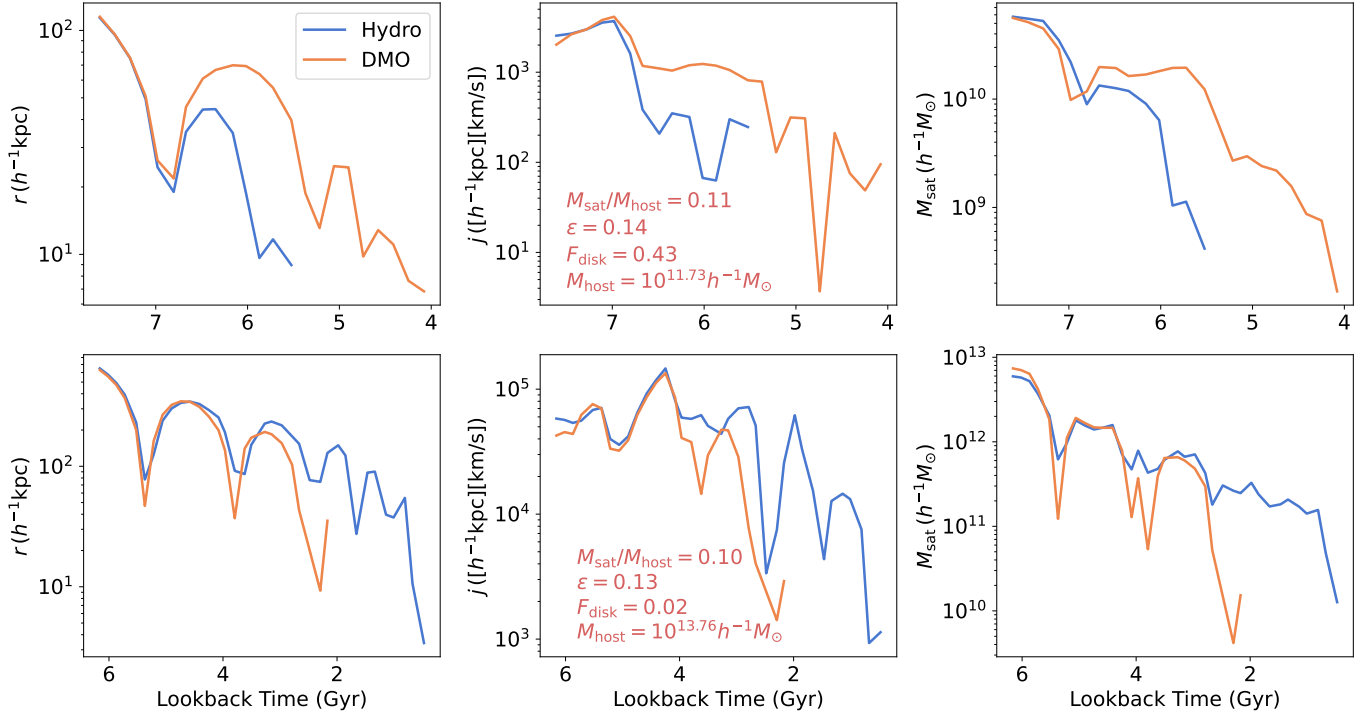 Hydro
DMO
10²
10¹
r (h⁻¹kpc)
7 6 5 4
10³
10²
10¹
j ([h⁻¹kpc][km/s])
M_sat/M_host = 0.11
ε = 0.14
F_disk = 0.43
M_host = 10^11.73 h⁻¹M_⊙
7 6 5 4
10¹⁰
10⁹
M_sat (h⁻¹M_⊙)
7 6 5 4
10²
10¹
r (h⁻¹kpc)
6 4 2
Lookback Time (Gyr)
10⁵
10⁴
10³
j ([h⁻¹kpc][km/s])
M_sat/M_host = 0.10
ε = 0.13
F_disk = 0.02
M_host = 10^13.76 h⁻¹M_⊙
6 4 2
Lookback Time (Gyr)
10¹³
10¹²
10¹¹
10¹⁰
M_sat (h⁻¹M_⊙)
6 4 2
Lookback Time (Gyr)